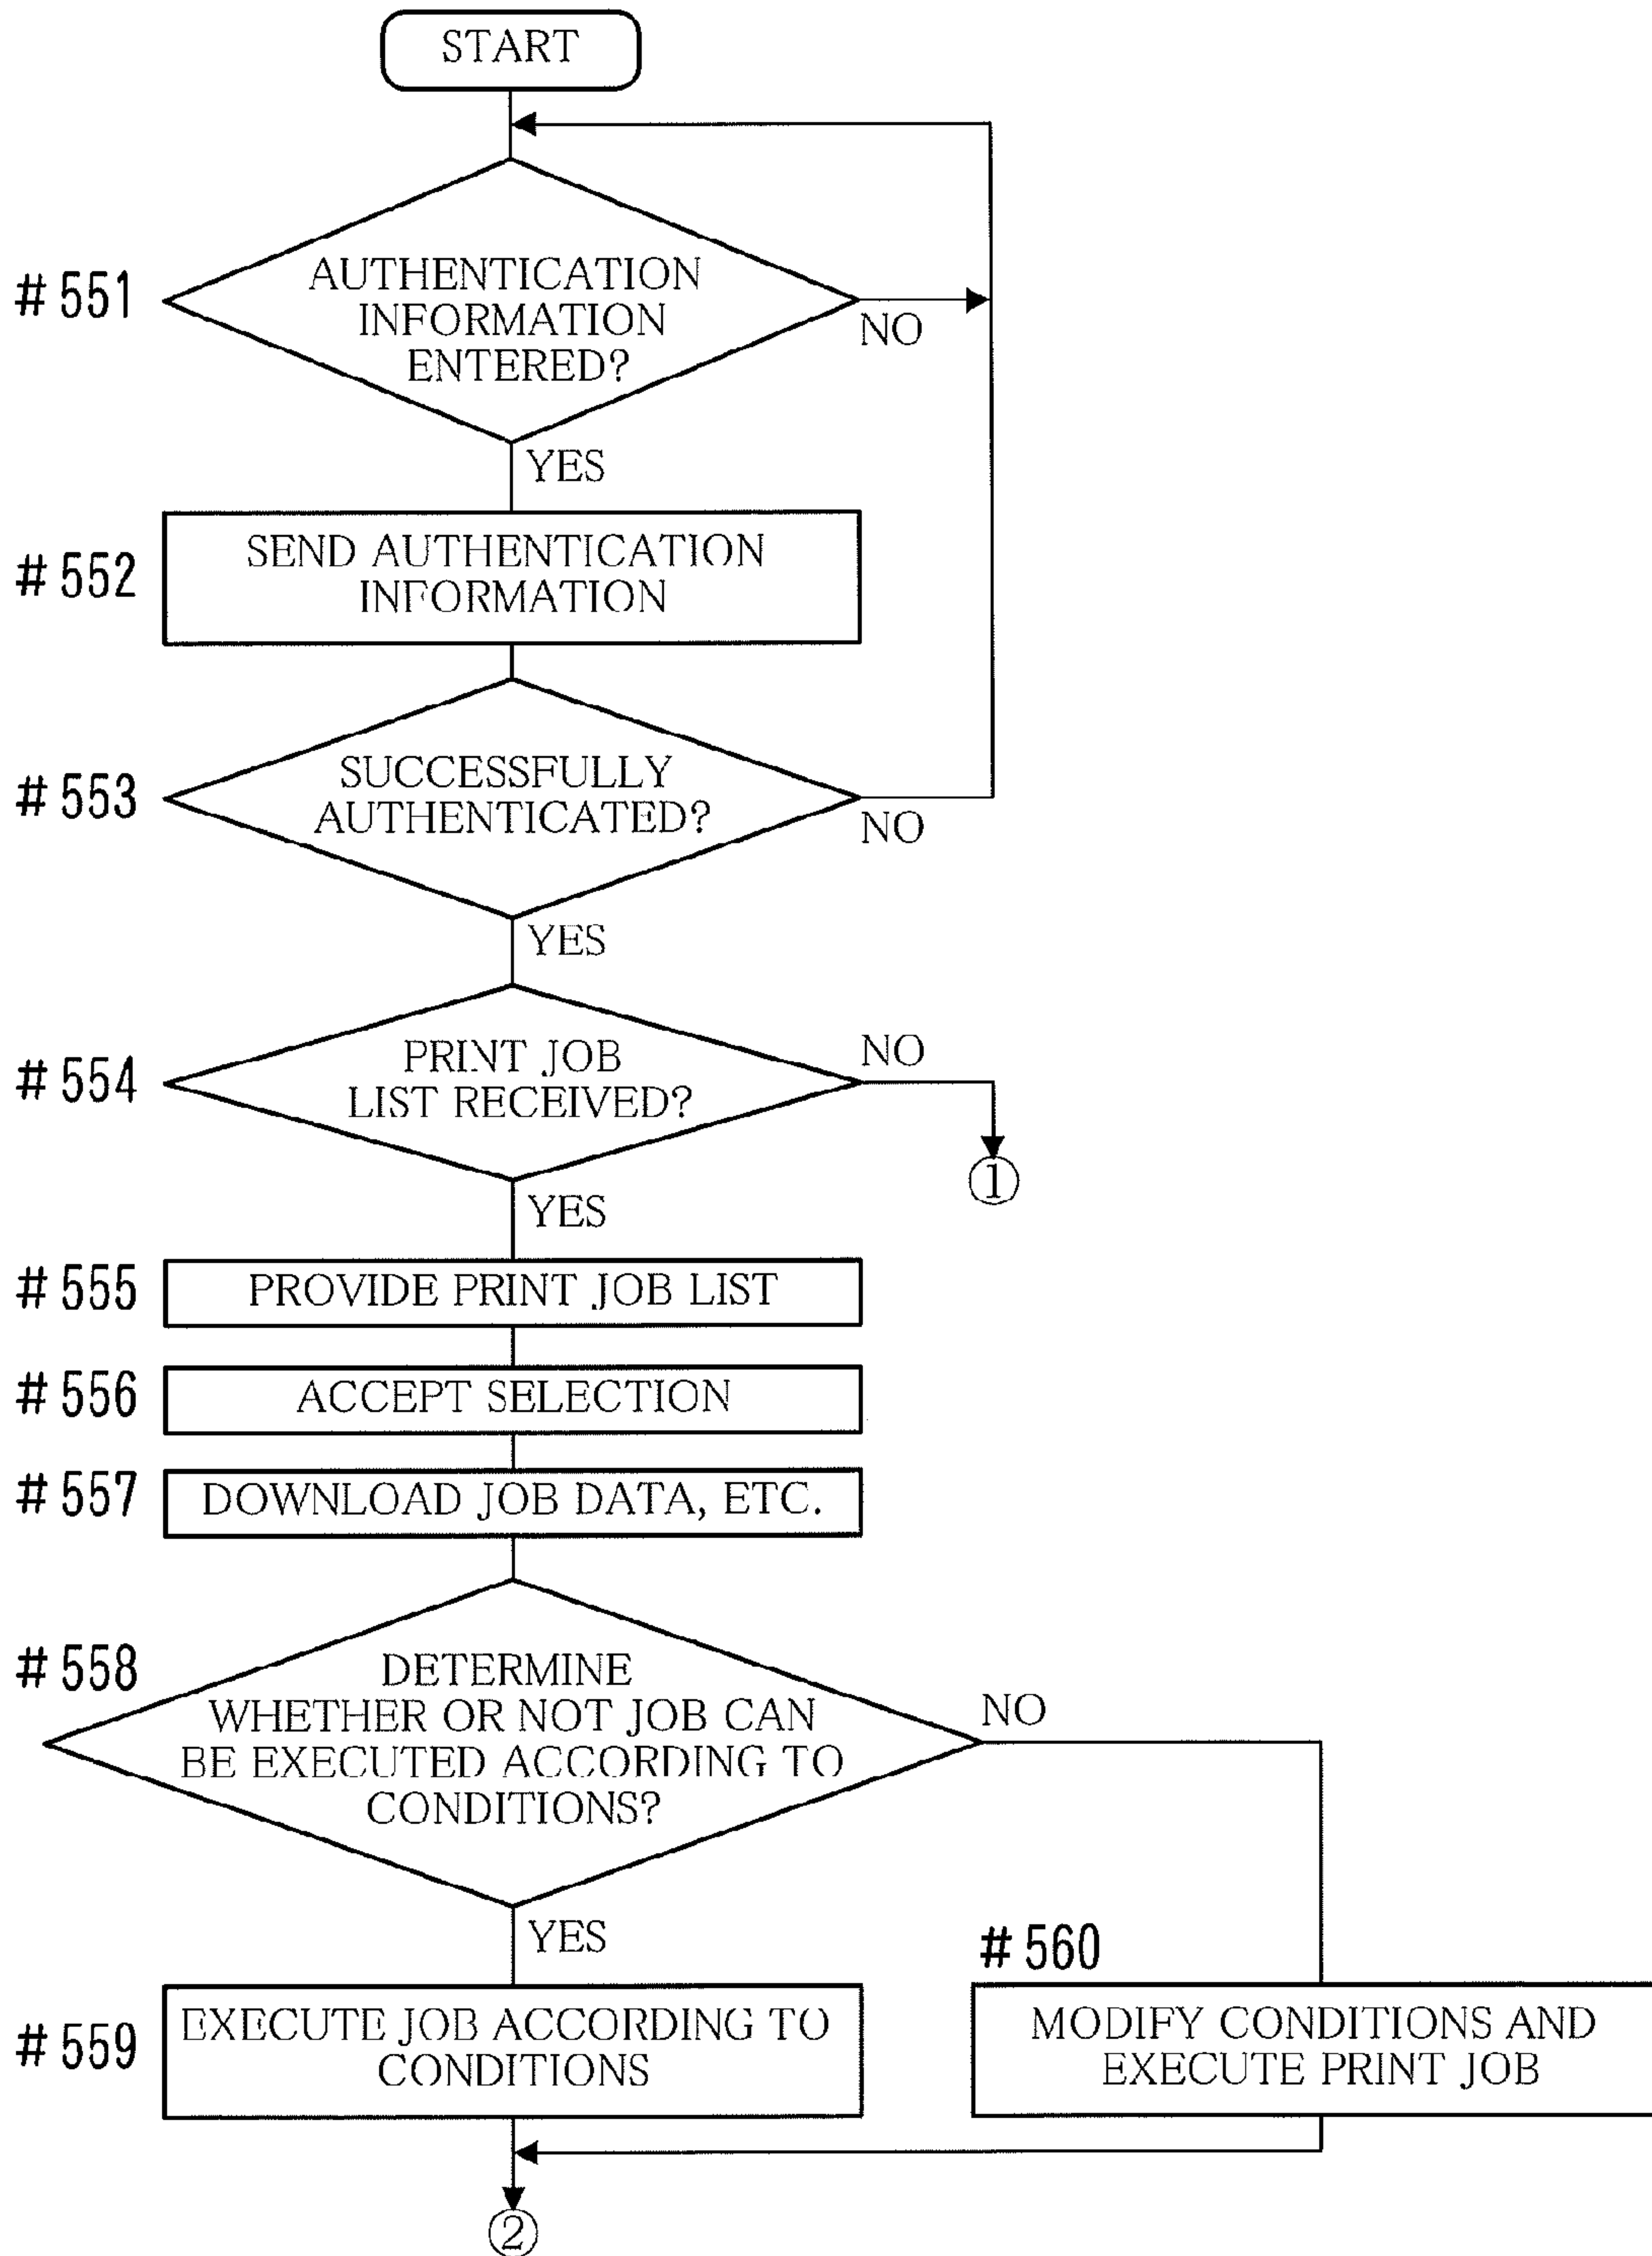 START
#551
AUTHENTICATION
INFORMATION
ENTERED?
NO
YES
#552
SEND AUTHENTICATION
INFORMATION
#553
SUCCESSFULLY
AUTHENTICATED?
NO
YES
#554
PRINT JOB
LIST RECEIVED?
NO
①
YES
#555
PROVIDE PRINT JOB LIST
#556
ACCEPT SELECTION
#557
DOWNLOAD JOB DATA, ETC.
#558
DETERMINE
WHETHER OR NOT JOB CAN
BE EXECUTED ACCORDING TO
CONDITIONS?
NO
YES
#559
EXECUTE JOB ACCORDING TO
CONDITIONS
#560
MODIFY CONDITIONS AND
EXECUTE PRINT JOB
②